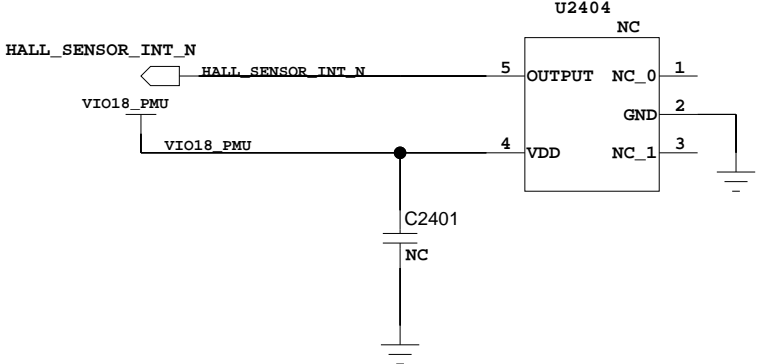 U2404
NC
HALL_SENSOR_INT_N
HALL_SENSOR_INT_N
5 OUTPUT NC_0 1
VIO18_PMU
GND 2
VIO18_PMU
4 VDD NC_1 3
C2401
NC